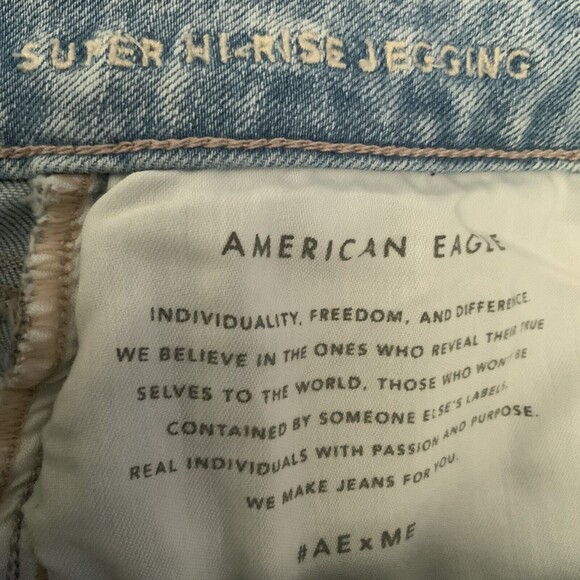 SUPER HI-RISE JEGGING
AMERICAN EAGLE
INDIVIDUALITY, FREEDOM, AND DIFFERENCE.
WE BELIEVE IN THE ONES WHO REVEAL THEIR TRUE
SELVES TO THE WORLD. THOSE WHO WON'T BE
CONTAINED BY SOMEONE ELSE'S LABELS.
REAL INDIVIDUALS WITH PASSION AND PURPOSE.
WE MAKE JEANS FOR YOU.
#AExME